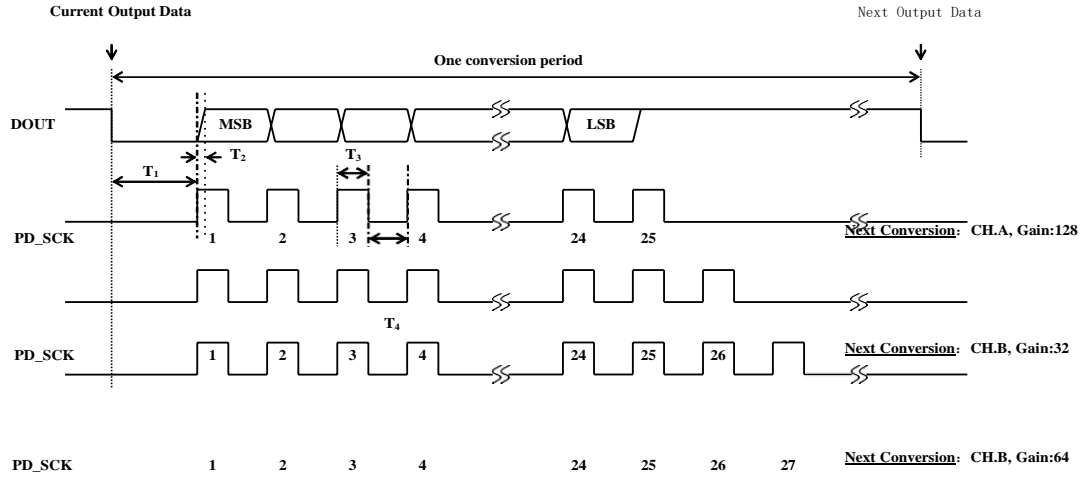 Current Output Data
Next Output Data
One conversion period
DOUT
MSB
LSB
T2
T3
T1
PD_SCK
1 2 3 4 24 25
Next Conversion: CH.A, Gain:128
T4
PD_SCK
1 2 3 4 24 25 26
Next Conversion: CH.B, Gain:32
PD_SCK
1 2 3 4 24 25 26 27
Next Conversion: CH.B, Gain:64